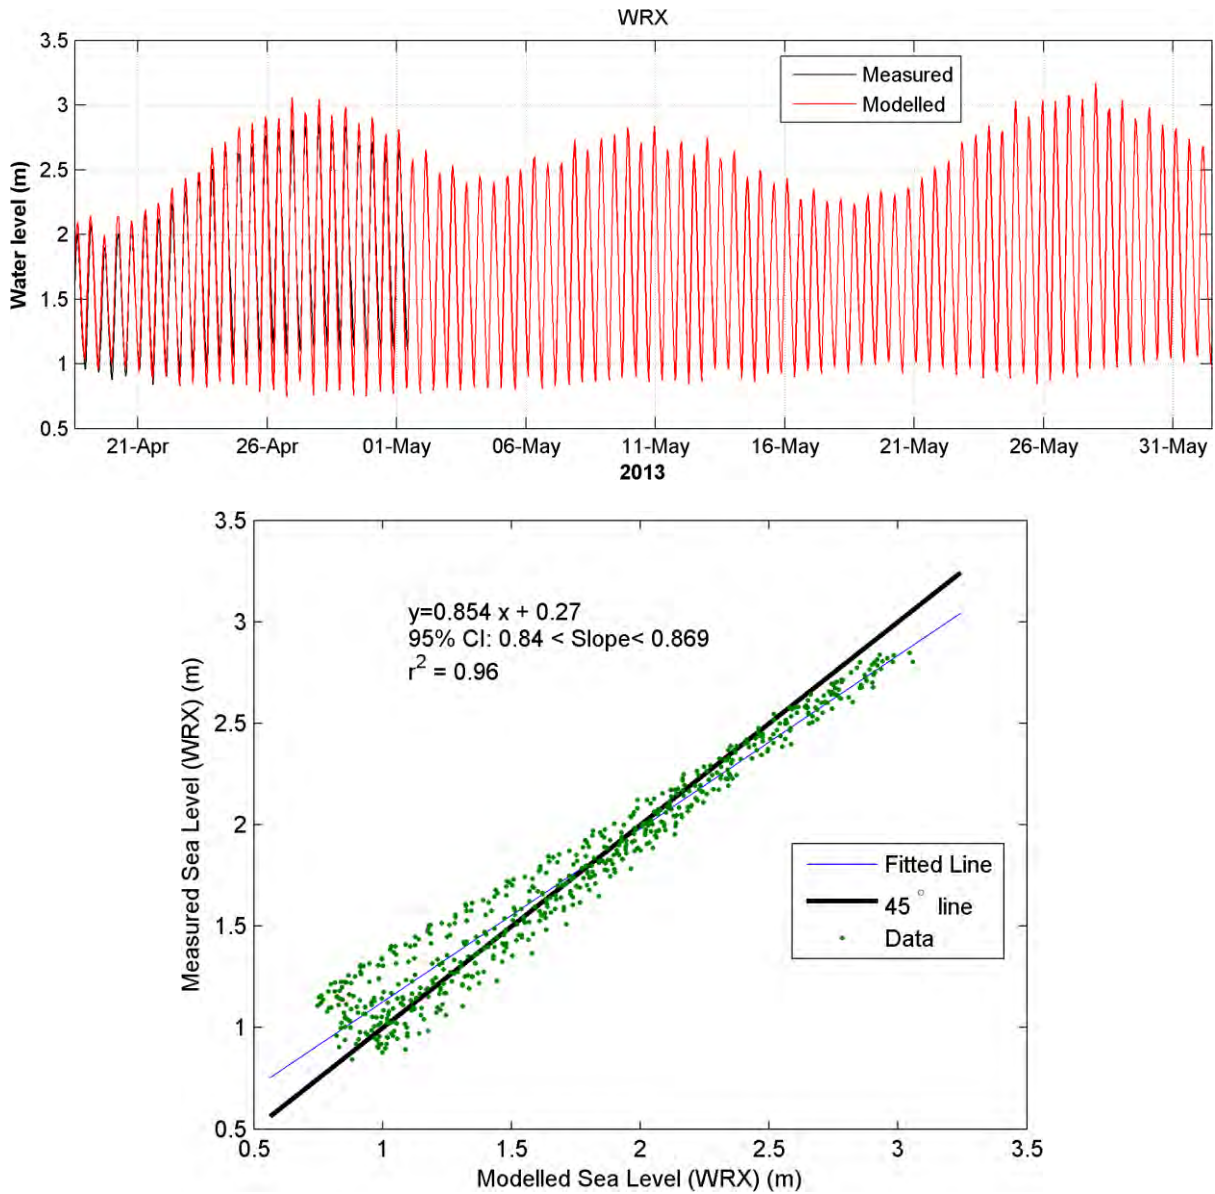 WRX
Measured
Modelled
Water level (m)
3.5
3
2.5
2
1.5
1
0.5
21-Apr 26-Apr 01-May 06-May 11-May 16-May 21-May 26-May 31-May
2013
y=0.854 x + 0.27
95% CI: 0.84 < Slope< 0.869
r² = 0.96
Measured Sea Level (WRX) (m)
3.5
3
2.5
2
1.5
1
0.5
Fitted Line
45° line
Data
0.5 1 1.5 2 2.5 3 3.5
Modelled Sea Level (WRX) (m)